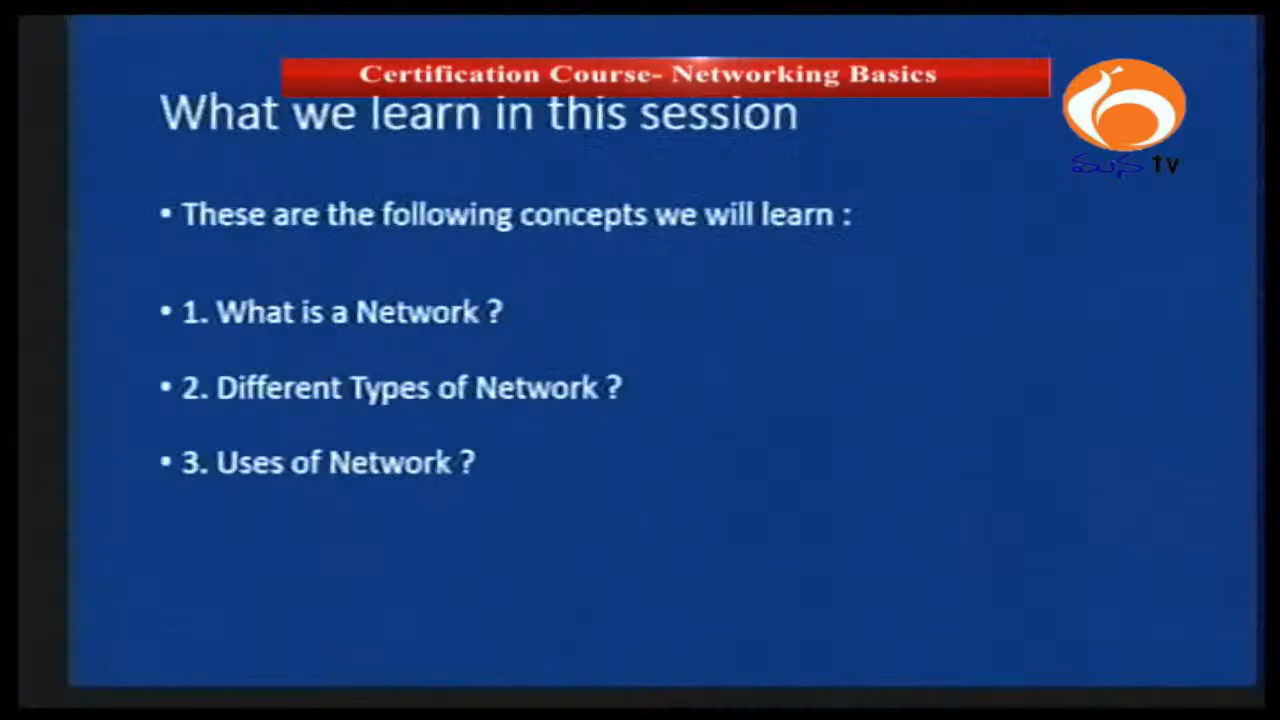 Certification Course- Networking Basics
What we learn in this session
• These are the following concepts we will learn :
• 1. What is a Network ?
• 2. Different Types of Network ?
• 3. Uses of Network ?
మన tv